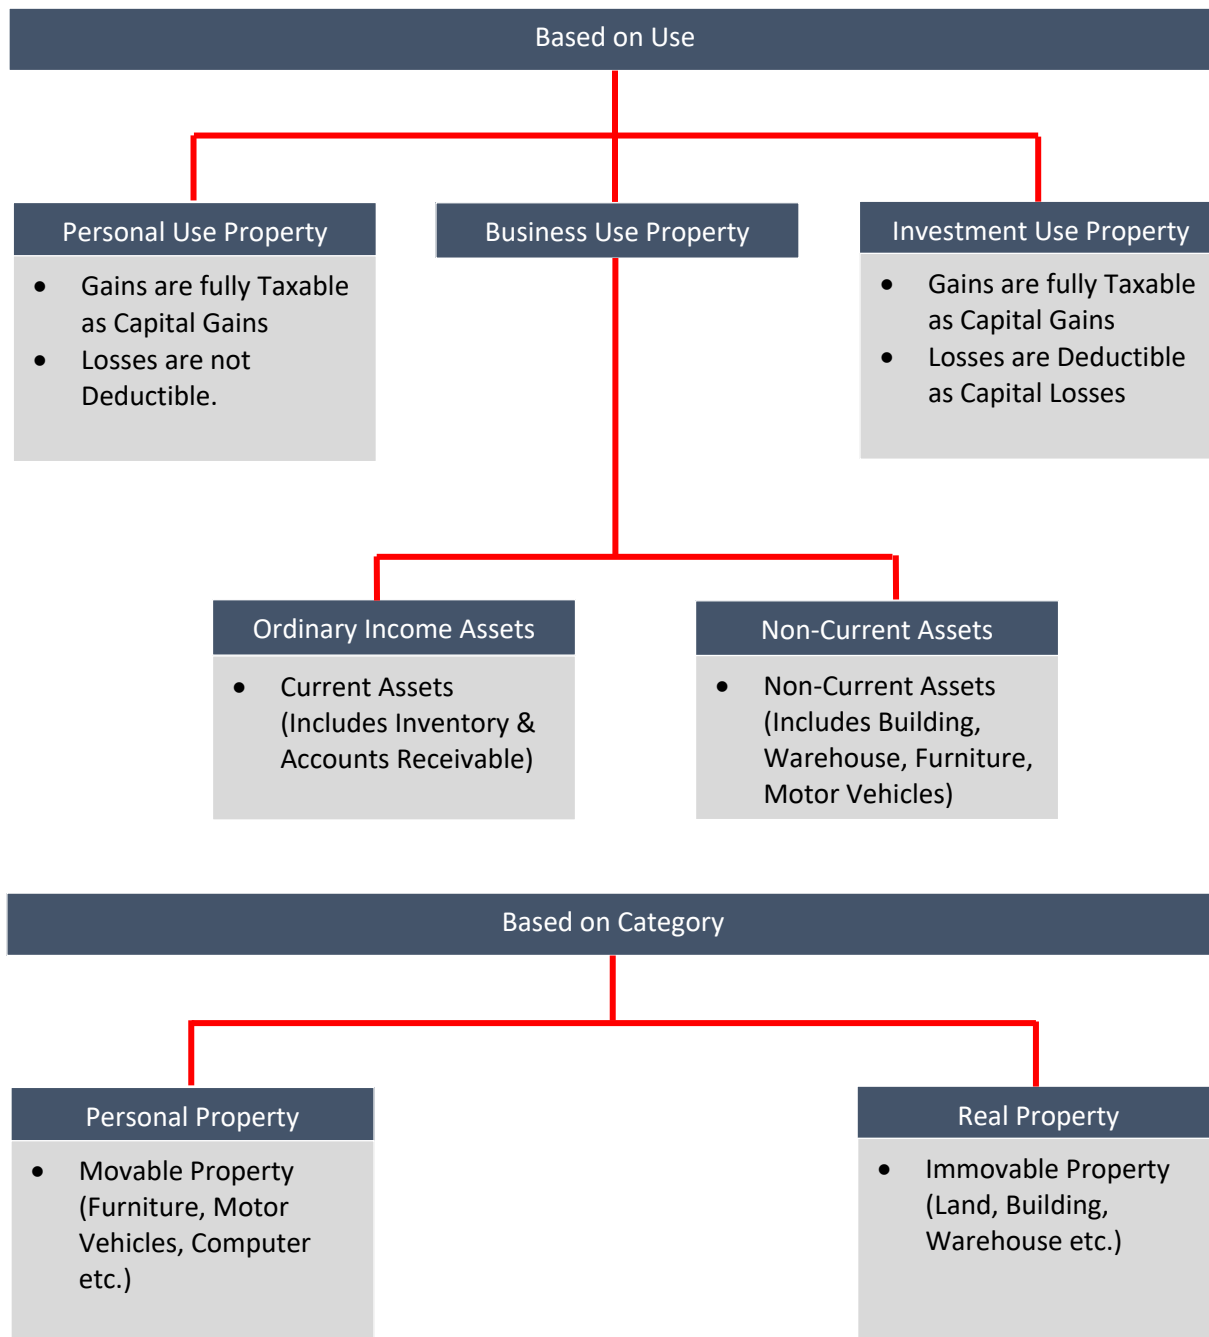 Based on Use
Personal Use Property
• Gains are fully Taxable
as Capital Gains
• Losses are not
Deductible.
Business Use Property
Investment Use Property
• Gains are fully Taxable
as Capital Gains
• Losses are Deductible
as Capital Losses
Ordinary Income Assets
• Current Assets
(Includes Inventory &
Accounts Receivable)
Non-Current Assets
• Non-Current Assets
(Includes Building,
Warehouse, Furniture,
Motor Vehicles)
Based on Category
Personal Property
• Movable Property
(Furniture, Motor
Vehicles, Computer
etc.)
Real Property
• Immovable Property
(Land, Building,
Warehouse etc.)